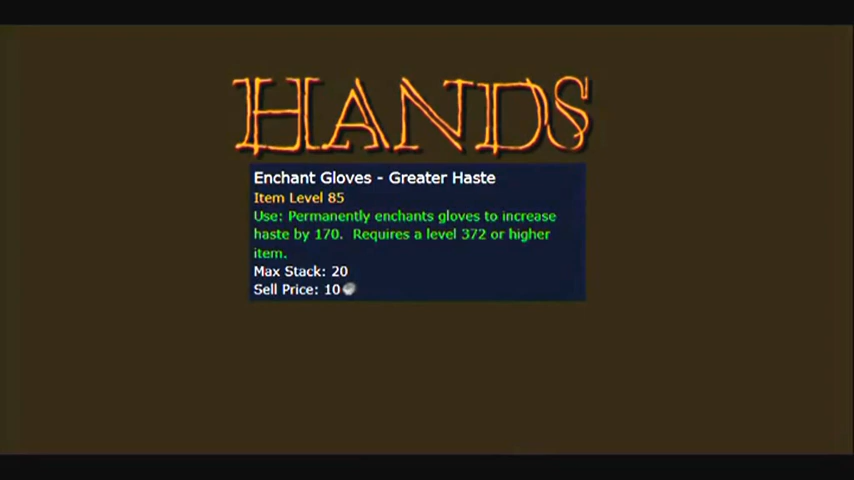 HANDS
Enchant Gloves - Greater Haste
Item Level 85
Use: Permanently enchants gloves to increase
haste by 170. Requires a level 372 or higher
item.
Max Stack: 20
Sell Price: 10